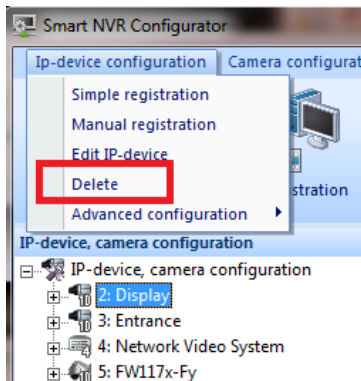 Smart NVR Configurator
Ip-device configuration
Camera configurat
Simple registration
Manual registration
Edit IP-device
Delete
stration
Advanced configuration
IP-device, camera configuration
IP-device, camera configuration
2: Display
3: Entrance
4: Network Video System
5: FW117x-Fy